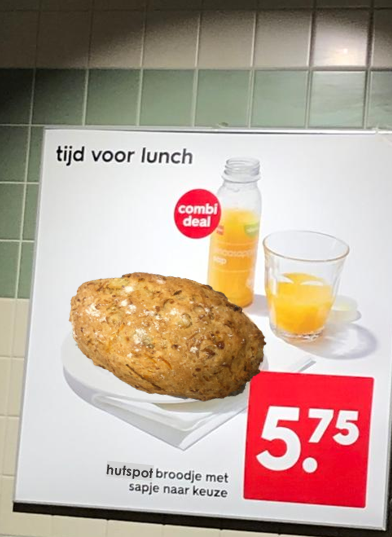 tijd voor lunch
combi
deal
5.75
hutspot broodje met
sapje naar keuze